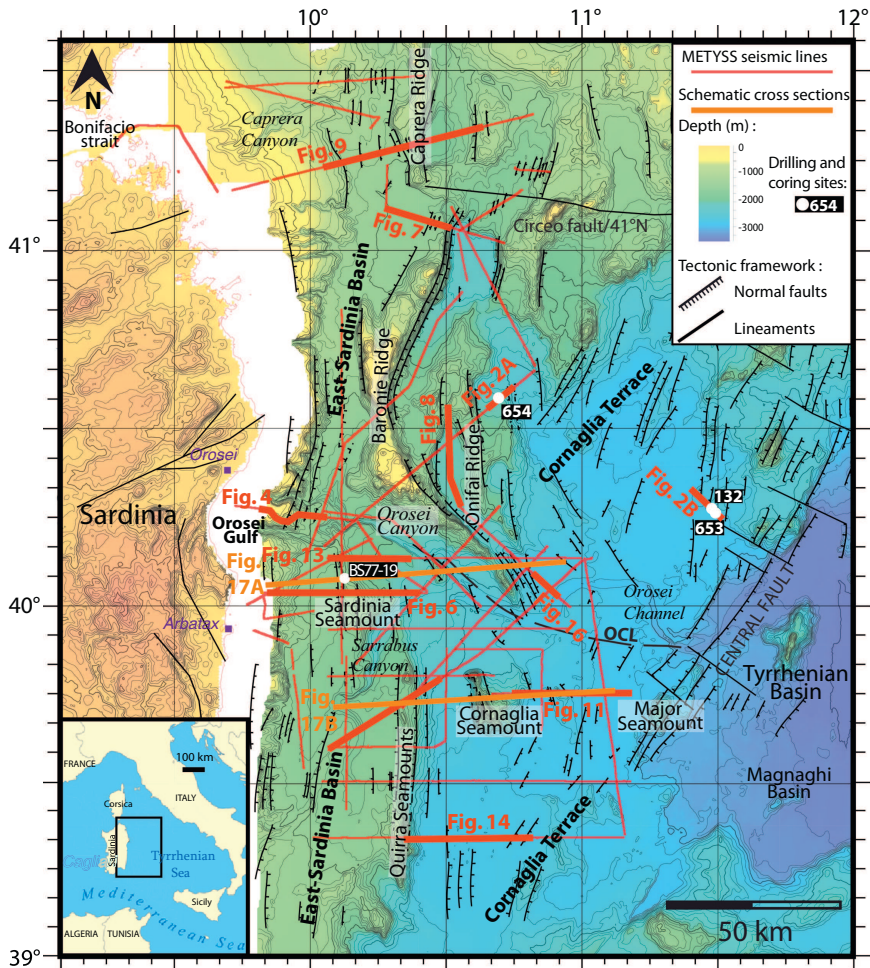 10°
11°
12°
N
Bonifacio
strait
Caprera
Canyon
Caprera Ridge
Fig.9
METYSS seismic lines
Schematic cross sections
Depth (m) :
0
-1000
-2000
-3000
Drilling and
coring sites:
654
Tectonic framework :
Normal faults
Lineaments
41°
Fig. 7
Circeo fault/41°N
East-Sardinia Basin
Baronie Ridge
Fig. 8
Fig.2A
654
Onifai Ridge
Cornaglia Terrace
Fig. 2B
132
653
Orosei
Sardinia
Fig. 4
Orosei
Gulf
Orosei
Canyon
Fig. 13
Fig.
17A
BS77-19
40°
Sardinia
Seamount
Fig. 6
Fig. 16
Orosei
Channel
OCL
CENTRAL FAULT
Arbatax
Sarrabus
Canyon
Tyrrhenian
Basin
Fig.
17B
Cornaglia
Seamount
Fig. 11
Major
Seamount
Magnaghi
Basin
East-Sardinia Basin
Quirra Seamounts
Fig. 14
Cornaglia Terrace
50 km
39°
100 km
FRANCE
ITALY
Corsica
Sardinia
Tyrrhenian
Sea
Sicily
Mediterranean Sea
ALGERIA
TUNISIA